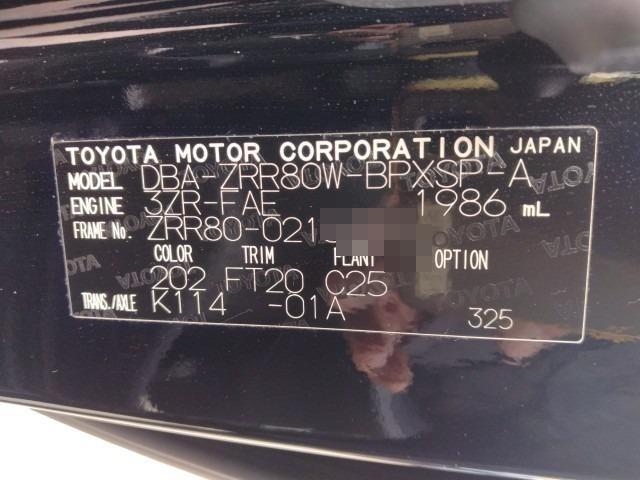 TOYOTA MOTOR CORPORATION JAPAN
MODEL DBA-ZRR80W-BPXSP-A
ENGINE 3ZR-FAE 1986 mL
FRAME No. ZRR80-021
COLOR TRIM PLANT OPTION
202 FT20 C25
TRANS./AXLE K114 -01A
325